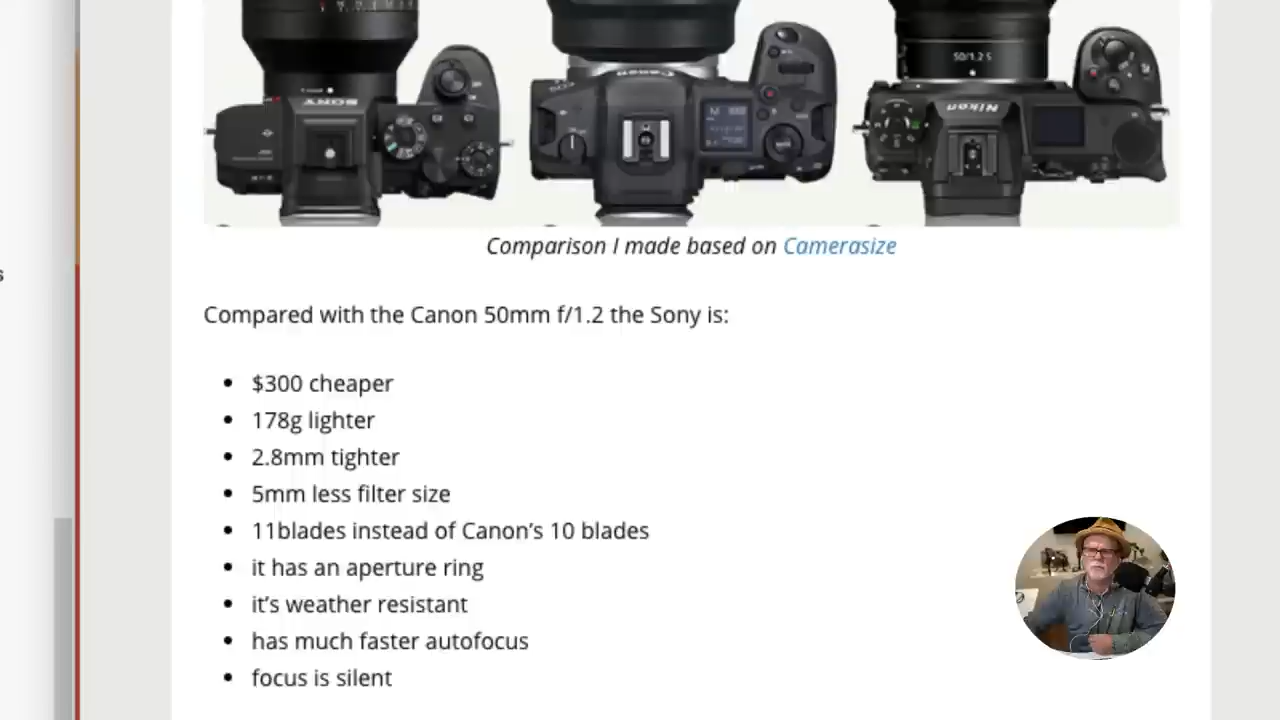 SONY
Canon
50/1.2 S
Nikon
Comparison I made based on Camerasize
s
Compared with the Canon 50mm f/1.2 the Sony is:
• $300 cheaper
• 178g lighter
• 2.8mm tighter
• 5mm less filter size
• 11blades instead of Canon’s 10 blades
• it has an aperture ring
• it’s weather resistant
• has much faster autofocus
• focus is silent